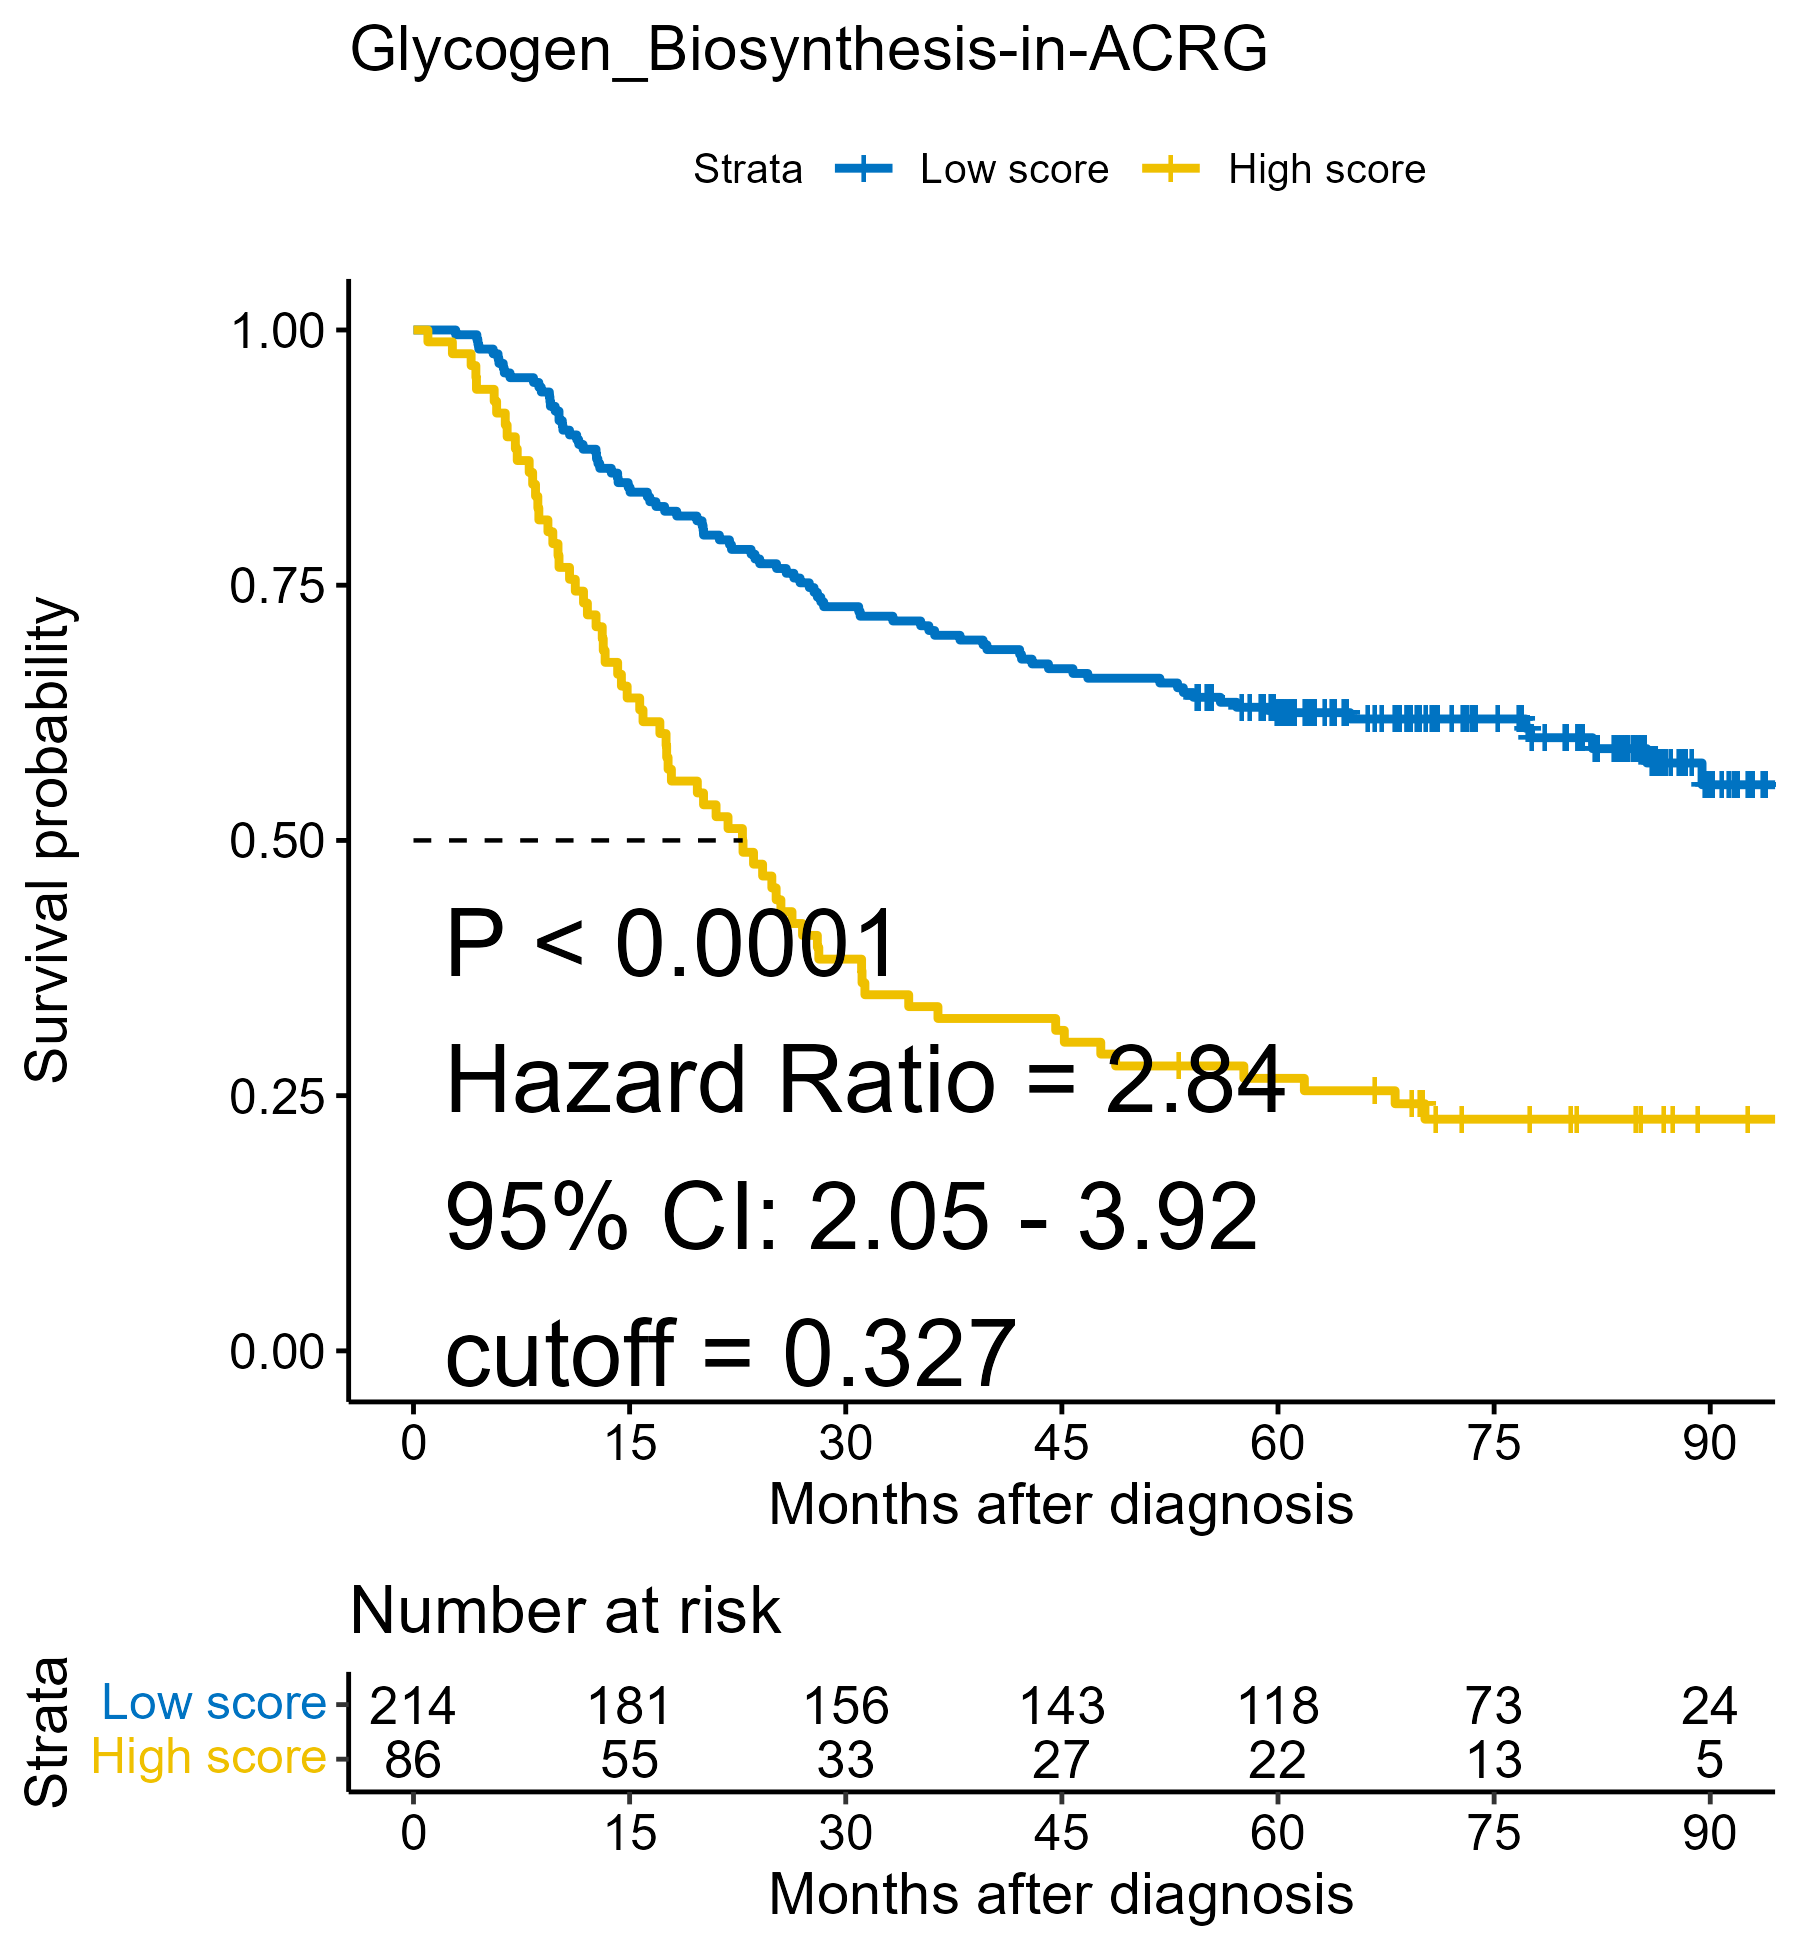 Glycogen_Biosynthesis-in-ACRG
Strata Low score High score
Survival probability
1.00
0.75
0.50
0.25
0.00
P < 0.0001
Hazard Ratio = 2.84
95% CI: 2.05 - 3.92
cutoff = 0.327
0 15 30 45 60 75 90
Months after diagnosis
Number at risk
Strata
Low score 214 181 156 143 118 73 24
High score 86 55 33 27 22 13 5
0 15 30 45 60 75 90
Months after diagnosis